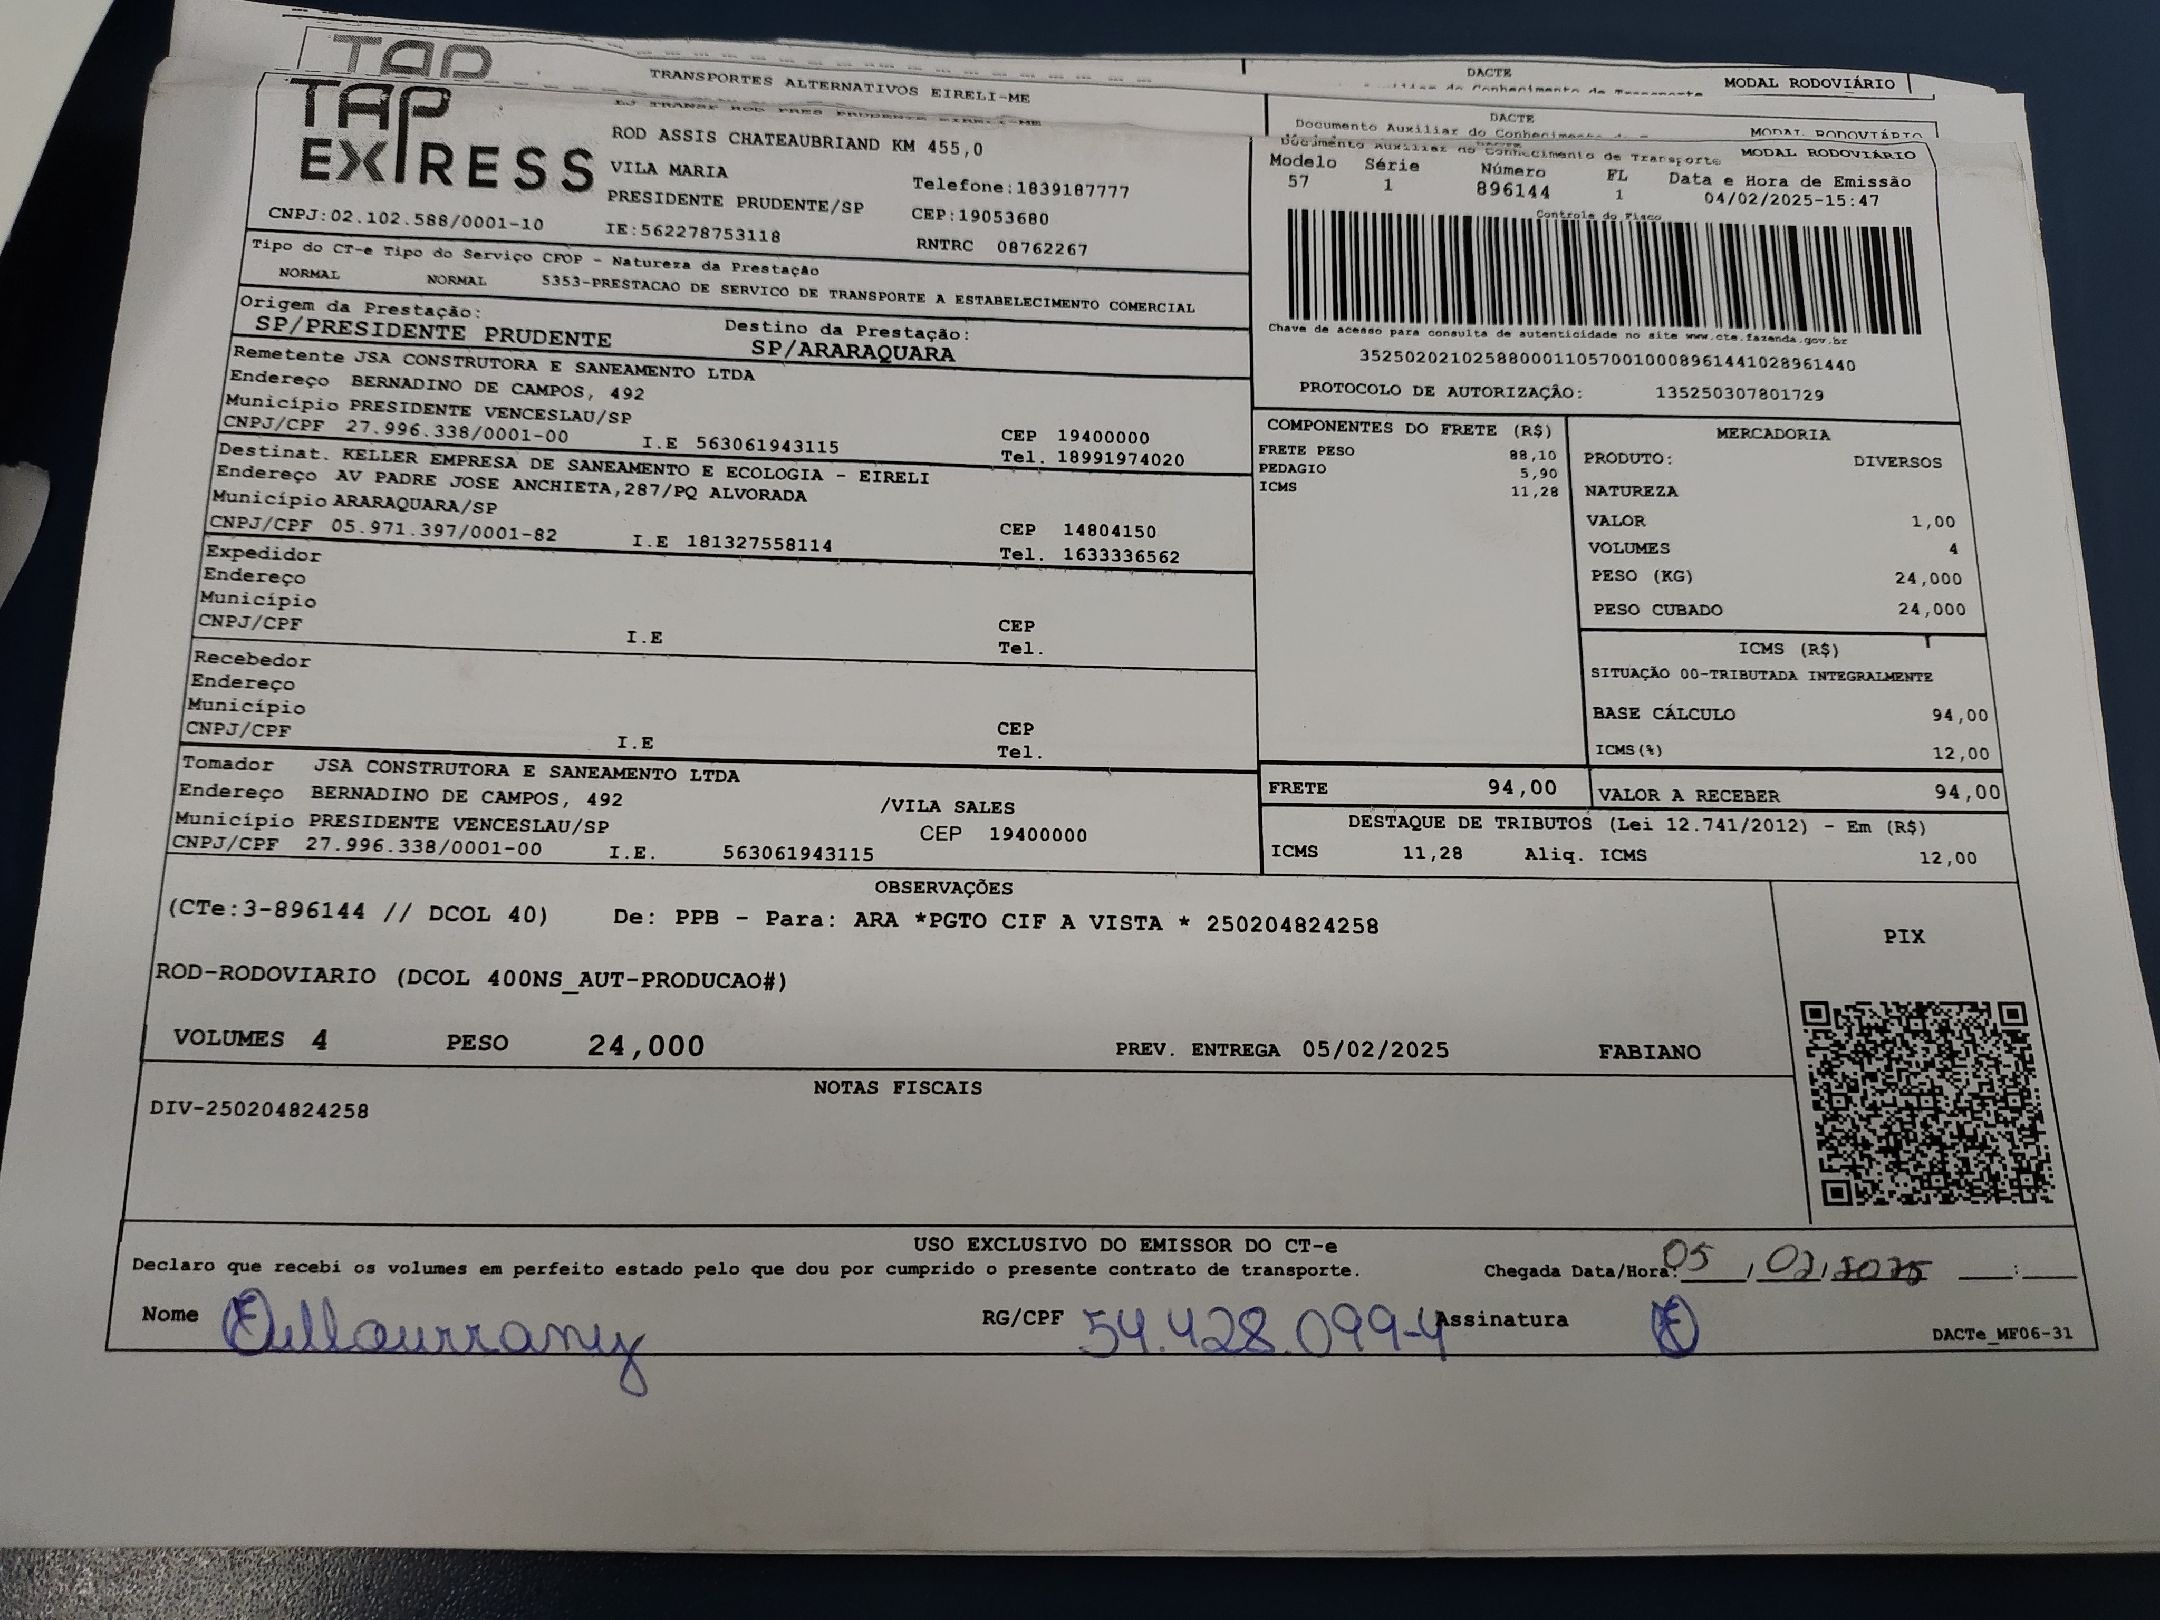 TAP
TRANSPORTES ALTERNATIVOS EIRELI-ME
DACTE
MODAL RODOVIÁRIO
DACTE
Documento Auxiliar do Conhecimento de
MODAL RODOVIÁRIO
TAP EXPRESS
ROD ASSIS CHATEAUBRIAND KM 455,0
VILA MARIA
Telefone:1839187777
PRESIDENTE PRUDENTE/SP
CEP:19053680
CNPJ:02.102.588/0001-10
IE:562278753118
RNTRC 08762267
Documento Auxiliar do Conhecimento de Transporte
MODAL RODOVIÁRIO
Modelo Série Número FL Data e Hora de Emissão
57 1 896144 1 04/02/2025-15:47
Controle do Fisco
Chave de acesso para consulta de autenticidade no site www.cte.fazenda.gov.br
35250202102588000110570010008961441028961440
PROTOCOLO DE AUTORIZAÇÃO: 135250307801729
Tipo do CT-e Tipo do Serviço CFOP - Natureza da Prestação
NORMAL NORMAL 5353-PRESTACAO DE SERVICO DE TRANSPORTE A ESTABELECIMENTO COMERCIAL
Origem da Prestação: Destino da Prestação:
SP/PRESIDENTE PRUDENTE SP/ARARAQUARA
Remetente JSA CONSTRUTORA E SANEAMENTO LTDA
Endereço BERNADINO DE CAMPOS, 492
Município PRESIDENTE VENCESLAU/SP
CEP 19400000
CNPJ/CPF 27.996.338/0001-00 I.E 563061943115 Tel. 18991974020
Destinat. KELLER EMPRESA DE SANEAMENTO E ECOLOGIA - EIRELI
Endereço AV PADRE JOSE ANCHIETA,287/PQ ALVORADA
Município ARARAQUARA/SP
CEP 14804150
CNPJ/CPF 05.971.397/0001-82 I.E 181327558114 Tel. 1633336562
Expedidor
Endereço
Município
CEP
CNPJ/CPF I.E Tel.
Recebedor
Endereço
Município
CEP
CNPJ/CPF I.E Tel.
Tomador JSA CONSTRUTORA E SANEAMENTO LTDA
Endereço BERNADINO DE CAMPOS, 492 /VILA SALES
Município PRESIDENTE VENCESLAU/SP CEP 19400000
CNPJ/CPF 27.996.338/0001-00 I.E. 563061943115
COMPONENTES DO FRETE (R$)
FRETE PESO 88,10
PEDAGIO 5,90
ICMS 11,28
MERCADORIA
PRODUTO: DIVERSOS
NATUREZA
VALOR 1,00
VOLUMES 4
PESO (KG) 24,000
PESO CUBADO 24,000
ICMS (R$)
SITUAÇÃO 00-TRIBUTADA INTEGRALMENTE
BASE CÁLCULO 94,00
ICMS(%) 12,00
FRETE 94,00 VALOR A RECEBER 94,00
DESTAQUE DE TRIBUTOS (Lei 12.741/2012) - Em (R$)
ICMS 11,28 Aliq. ICMS 12,00
OBSERVAÇÕES
(CTe:3-896144 // DCOL 40) De: PPB - Para: ARA *PGTO CIF A VISTA * 250204824258
ROD-RODOVIARIO (DCOL 400NS_AUT-PRODUCAO#)
VOLUMES 4 PESO 24,000 PREV. ENTREGA 05/02/2025 FABIANO
PIX
NOTAS FISCAIS
DIV-250204824258
USO EXCLUSIVO DO EMISSOR DO CT-e
Declaro que recebi os volumes em perfeito estado pelo que dou por cumprido o presente contrato de transporte. Chegada Data/Hora: 05/02/2025 :
Nome RG/CPF 54.428.099-4 Assinatura
DACTe_MF06-31